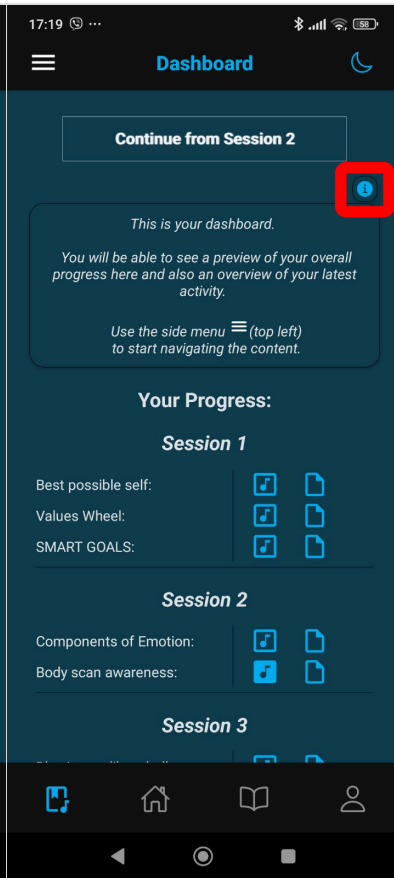 17:19
58
Dashboard
Continue from Session 2
i
This is your dashboard.
You will be able to see a preview of your overall
progress here and also an overview of your latest
activity.
Use the side menu (top left)
to start navigating the content.
Your Progress:
Session 1
Best possible self:
Values Wheel:
SMART GOALS:
Session 2
Components of Emotion:
Body scan awareness:
Session 3